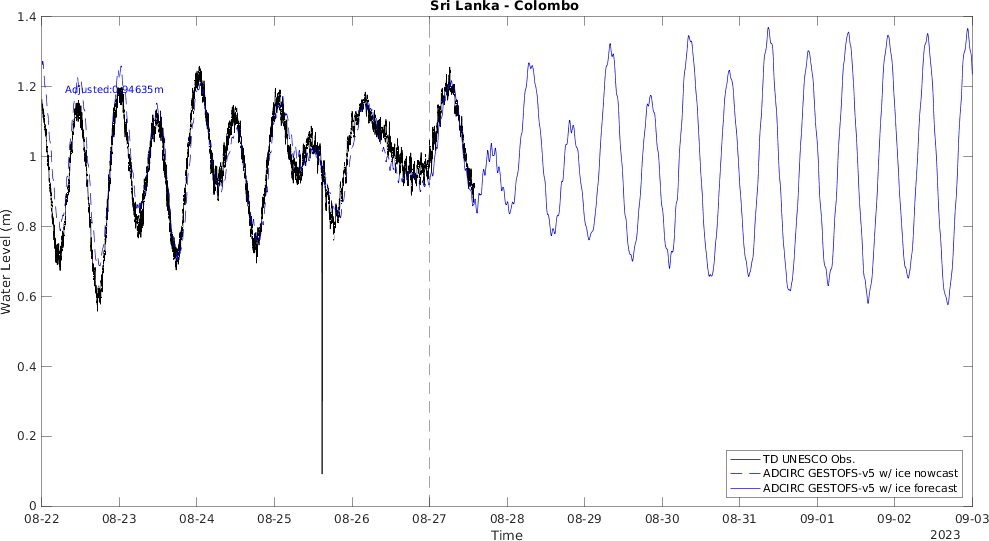 Sri Lanka - Colombo
1.4
1.2
1
0.8
0.6
0.4
0.2
0
Water Level (m)
Adjusted:0.94635m
TD UNESCO Obs.
ADCIRC GESTOFS-v5 w/ ice nowcast
ADCIRC GESTOFS-v5 w/ ice forecast
08-22 08-23 08-24 08-25 08-26 08-27 08-28 08-29 08-30 08-31 09-01 09-02 09-03
Time
2023